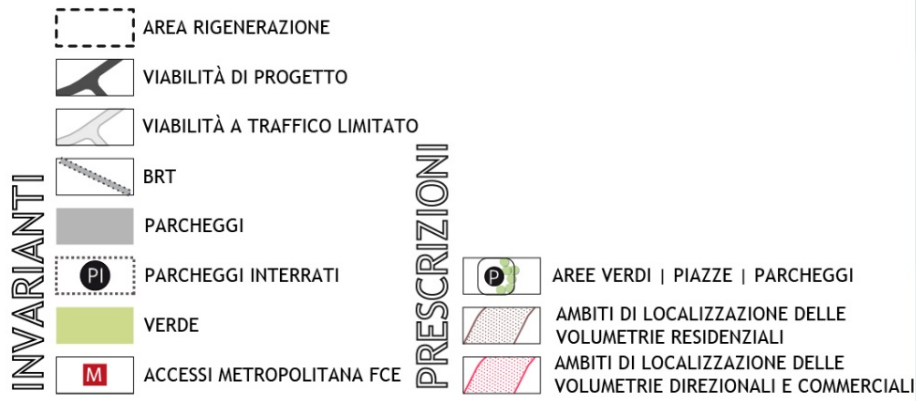 INVARIANTI
AREA RIGENERAZIONE
VIABILITÀ DI PROGETTO
VIABILITÀ A TRAFFICO LIMITATO
BRT
PARCHEGGI
PI PARCHEGGI INTERRATI
VERDE
M ACCESSI METROPOLITANA FCE
PRESCRIZIONI
P AREE VERDI | PIAZZE | PARCHEGGI
AMBITI DI LOCALIZZAZIONE DELLE
VOLUMETRIE RESIDENZIALI
AMBITI DI LOCALIZZAZIONE DELLE
VOLUMETRIE DIREZIONALI E COMMERCIALI